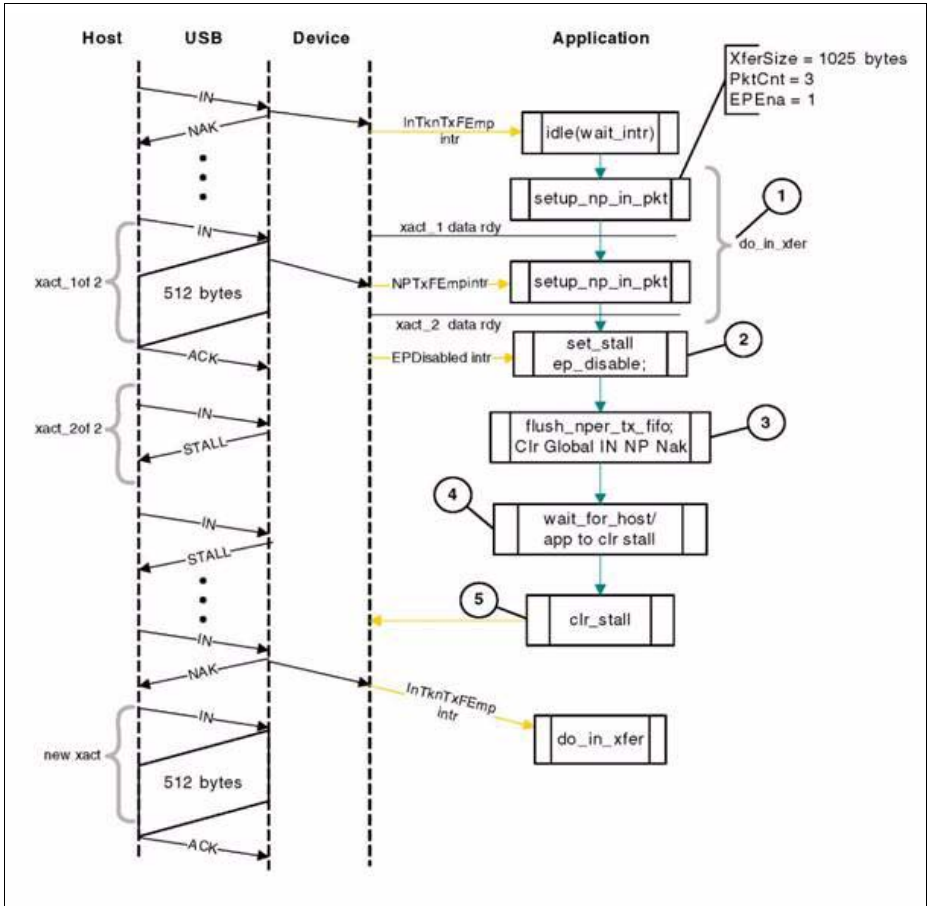 Host USB Device Application
XferSize = 1025 bytes
PktCnt = 3
EPEna = 1
IN
InTknTxFEmp
intr
idle(wait_intr)
NAK
1
setup_np_in_pkt
IN
xact_1 data rdy
do_in_xfer
xact_1of 2
512 bytes
NPTxFEmpintr
setup_np_in_pkt
xact_2 data rdy
2
set_stall
ep_disable;
ACK
EPDisabled intr
IN
xact_2of 2
STALL
3
flush_nper_tx_fifo;
Clr Global IN NP Nak
4
IN
wait_for_host/
app to clr stall
STALL
5
clr_stall
IN
NAK
InTknTxFEmp
intr
IN
do_in_xfer
new xact
512 bytes
ACK